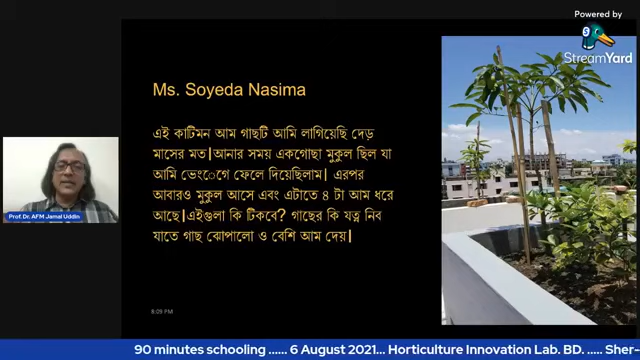 Powered by
StreamYard
Ms. Soyeda Nasima
এই কাটিমন আম গাছটি আমি লাগিয়েছি দেড়
মাসের মত।আনার সময় একগোছা মুকুল ছিল যা
আমি ভেংেগে ফেলে দিয়েছিলাম। এরপর
আবারও মুকুল আসে এবং এটাতে ৪ টা আম ধরে
আছে।এইগুলা কি টিকবে? গাছের কি যত্ন নিব
যাতে গাছ ঝোপালো ও বেশি আম দেয়।
Prof. Dr. AFM Jamal Uddin
8:09 PM
90 minutes schooling ...... 6 August 2021... Horticulture Innovation Lab. BD. ..... Sher-